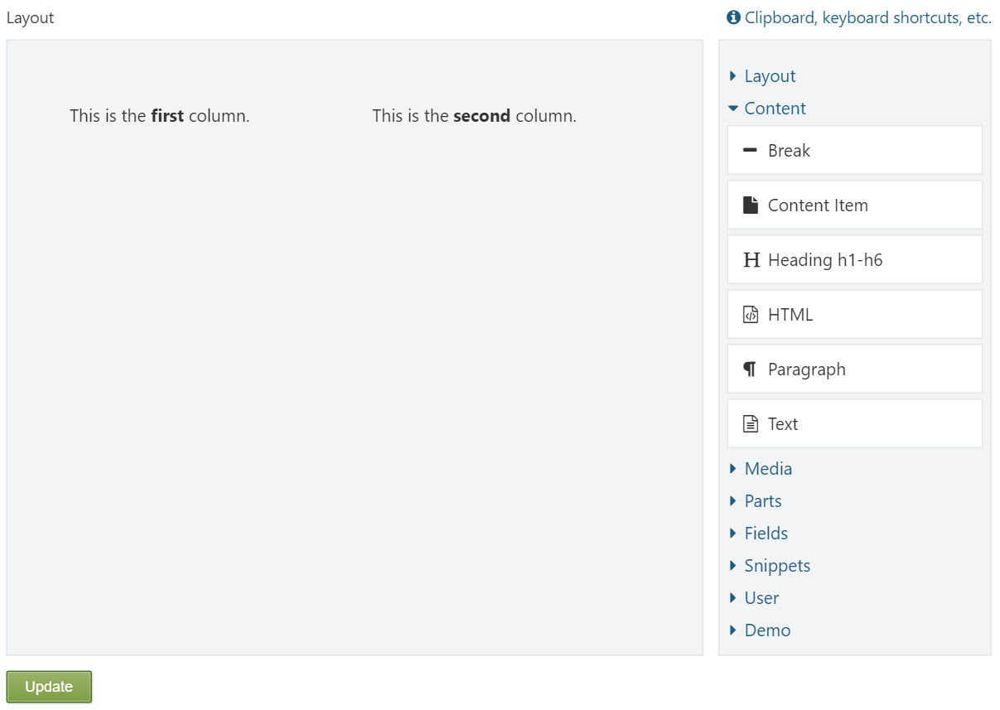 Layout
Clipboard, keyboard shortcuts, etc.
This is the first column.
This is the second column.
Layout
Content
Break
Content Item
H Heading h1-h6
HTML
Paragraph
Text
Media
Parts
Fields
Snippets
User
Demo
Update